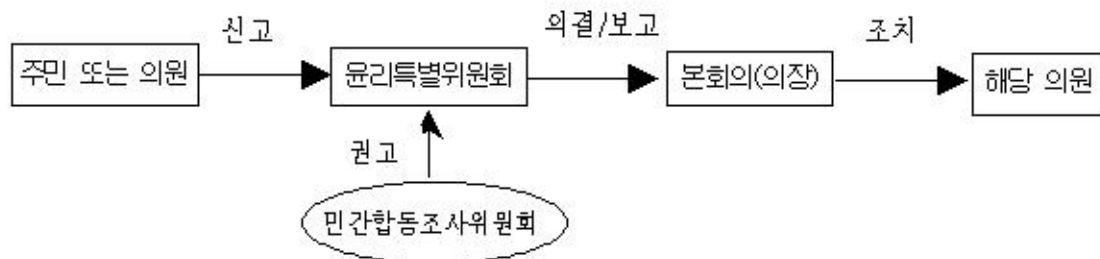 신고
의결/보고
조치
주민 또는 의원
윤리특별위원회
본회의(의장)
해당 의원
권고
민간합동조사위원회